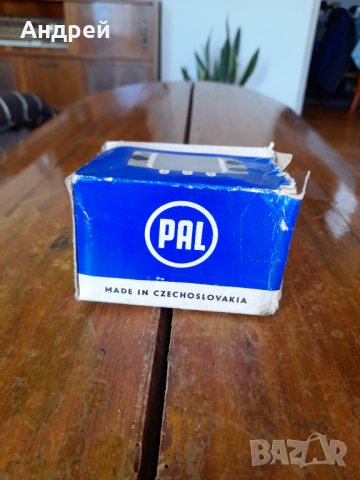 Андрей
PAL
MADE IN CZECHOSLOVAKIA
BAZAR